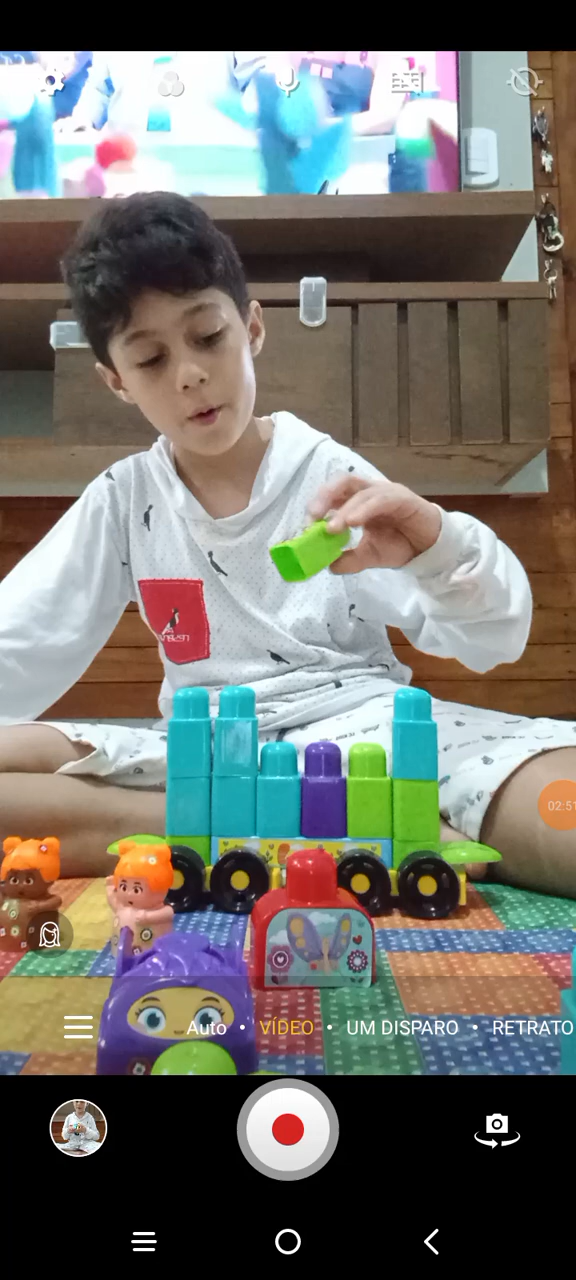 02:51
Auto • VÍDEO • UM DISPARO • RETRATO